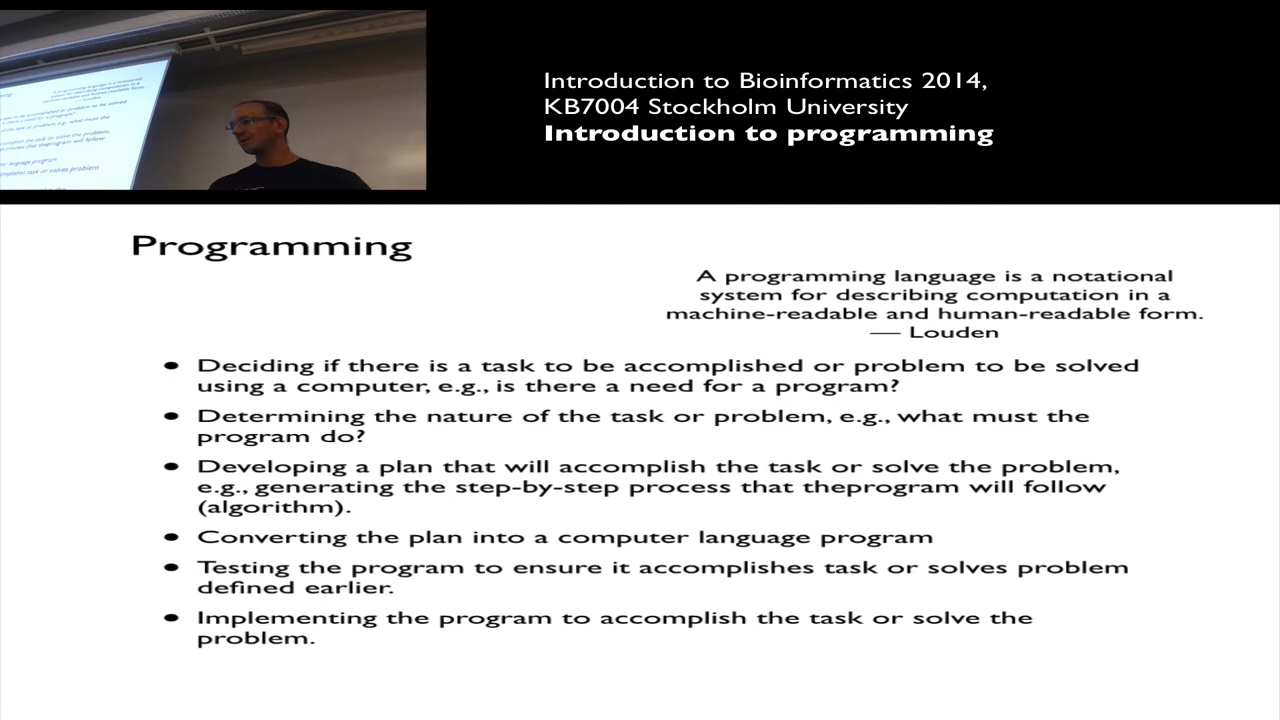 Introduction to Bioinformatics 2014,
KB7004 Stockholm University
Introduction to programming
Programming
A programming language is a notational
system for describing computation in a
machine-readable and human-readable form.
— Louden
• Deciding if there is a task to be accomplished or problem to be solved
using a computer, e.g., is there a need for a program?
• Determining the nature of the task or problem, e.g., what must the
program do?
• Developing a plan that will accomplish the task or solve the problem,
e.g., generating the step-by-step process that theprogram will follow
(algorithm).
• Converting the plan into a computer language program
• Testing the program to ensure it accomplishes task or solves problem
defined earlier.
• Implementing the program to accomplish the task or solve the
problem.